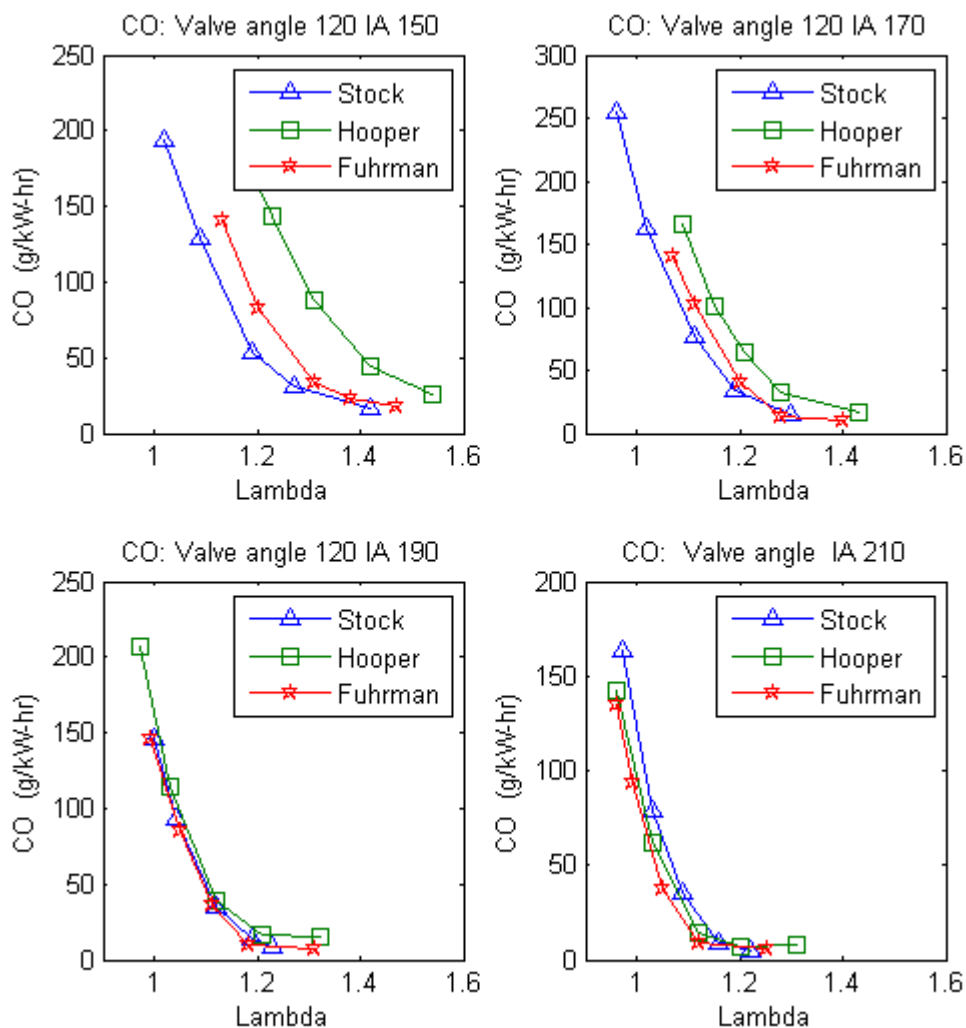 CO: Valve angle 120 IA 150
250
200
150
100
50
0
CO (g/kW-hr)
Stock
Hooper
Fuhrman
1
1.2
1.4
1.6
Lambda
CO: Valve angle 120 IA 170
300
250
200
150
100
50
0
CO (g/kW-hr)
Stock
Hooper
Fuhrman
1
1.2
1.4
1.6
Lambda
CO: Valve angle 120 IA 190
250
200
150
100
50
0
CO (g/kW-hr)
Stock
Hooper
Fuhrman
1
1.2
1.4
1.6
Lambda
CO: Valve angle IA 210
200
150
100
50
0
CO (g/kW-hr)
Stock
Hooper
Fuhrman
1
1.2
1.4
1.6
Lambda